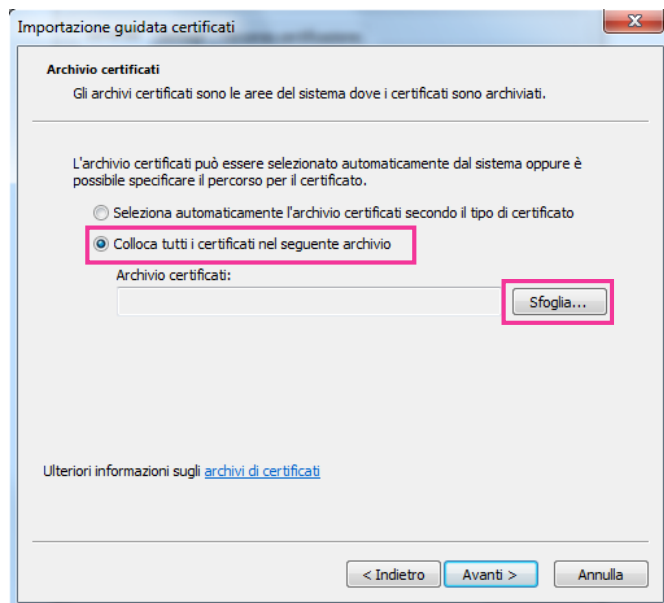 Importazione guidata certificati
Archivio certificati
Gli archivi certificati sono le aree del sistema dove i certificati sono archiviati.
L'archivio certificati può essere selezionato automaticamente dal sistema oppure è
possibile specificare il percorso per il certificato.
Seleziona automaticamente l'archivio certificati secondo il tipo di certificato
Colloca tutti i certificati nel seguente archivio
Archivio certificati:
Sfoglia...
Ulteriori informazioni sugli archivi di certificati
< Indietro
Avanti >
Annulla